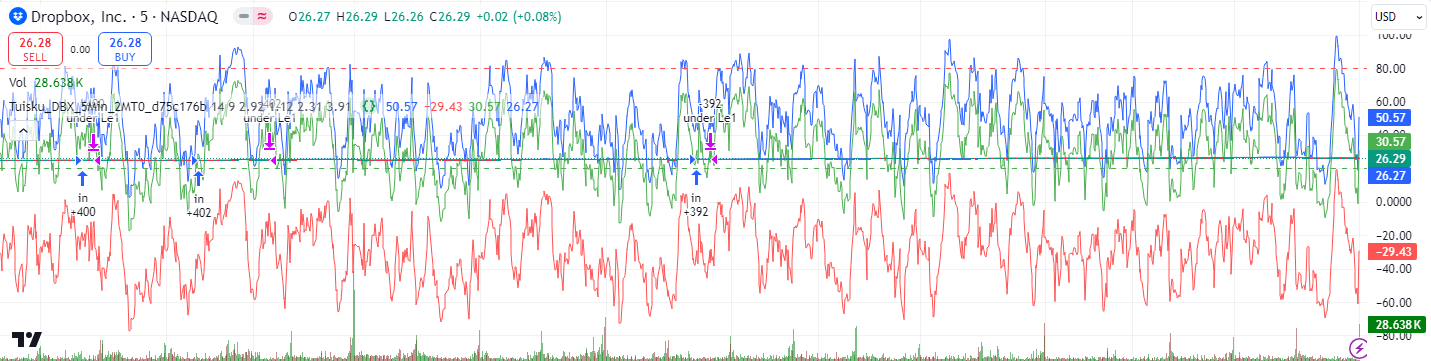 Dropbox, Inc. · 5 · NASDAQ
O26.27 H26.29 L26.26 C26.29 +0.02 (+0.08%)
USD
26.28
SELL
0.00
26.28
BUY
Vol 28.638K
Tuisku_DBX_5Min_2MT0_d75c176b 14 9 2.92 1.12 2.31 3.91 {} 50.57 −29.43 30.57 26.27
under Le1
under Le1
-392
under Le1
in
+400
in
+402
in
+392
100.00
80.00
60.00
50.57
40.00
30.57
26.29
26.27
0.0000
−20.00
−29.43
−40.00
−60.00
28.638K
−80.00